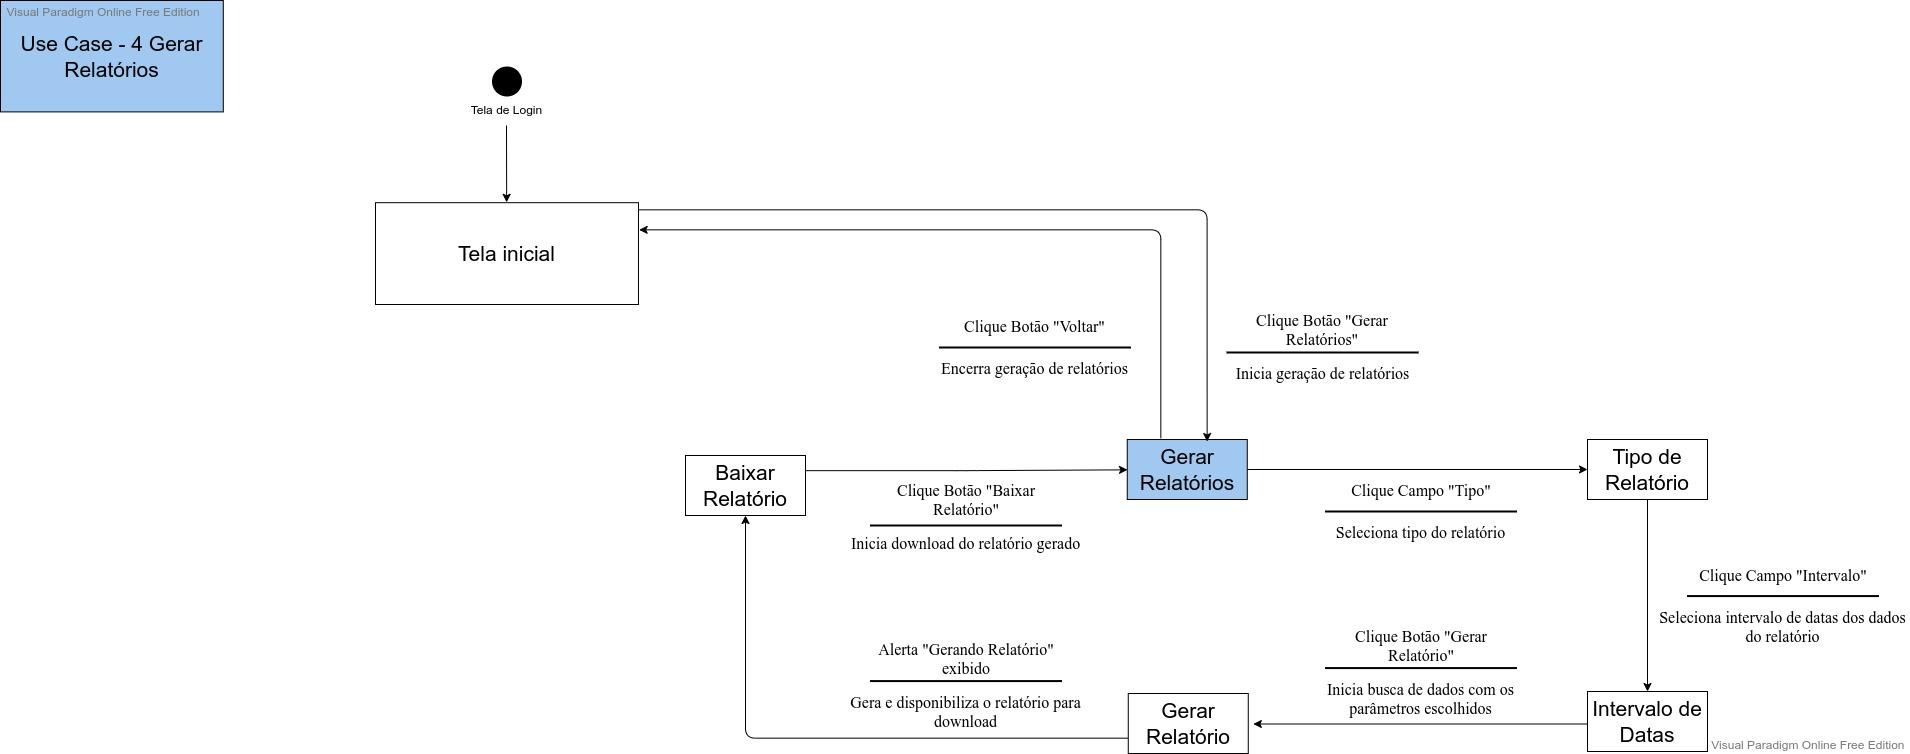 Visual Paradigm Online Free Edition
Use Case - 4 Gerar
Relatórios
Tela de Login
Tela inicial
Clique Botão "Voltar"
Encerra geração de relatórios
Clique Botão "Gerar
Relatórios"
Inicia geração de relatórios
Baixar
Relatório
Clique Botão "Baixar
Relatório"
Inicia download do relatório gerado
Gerar
Relatórios
Clique Campo "Tipo"
Seleciona tipo do relatório
Tipo de
Relatório
Clique Campo "Intervalo"
Seleciona intervalo de datas dos dados
do relatório
Alerta "Gerando Relatório"
exibido
Gera e disponibiliza o relatório para
download
Gerar
Relatório
Clique Botão "Gerar
Relatório"
Inicia busca de dados com os
parâmetros escolhidos
Intervalo de
Datas
Visual Paradigm Online Free Edition